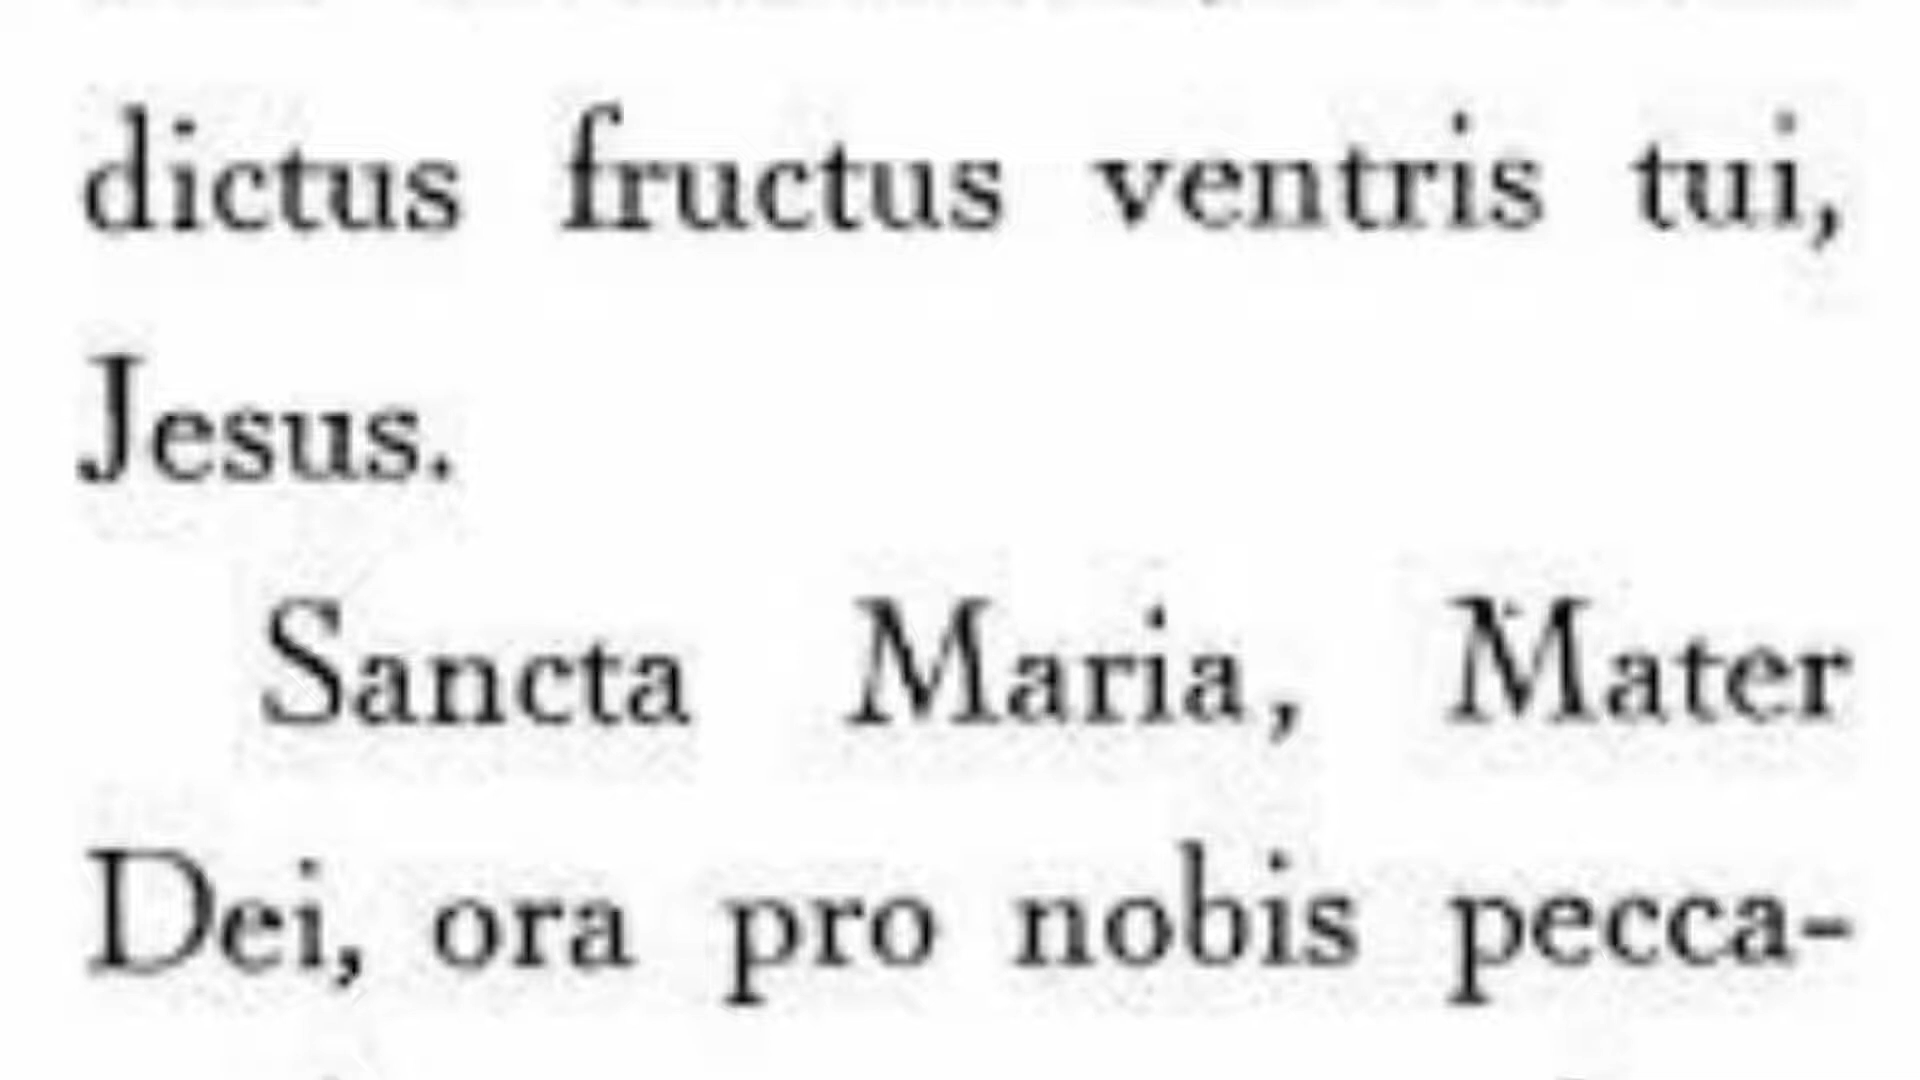 dictus fructus ventris tui,
Jesus.
Sancta Maria, Mater
Dei, ora pro nobis pecca-